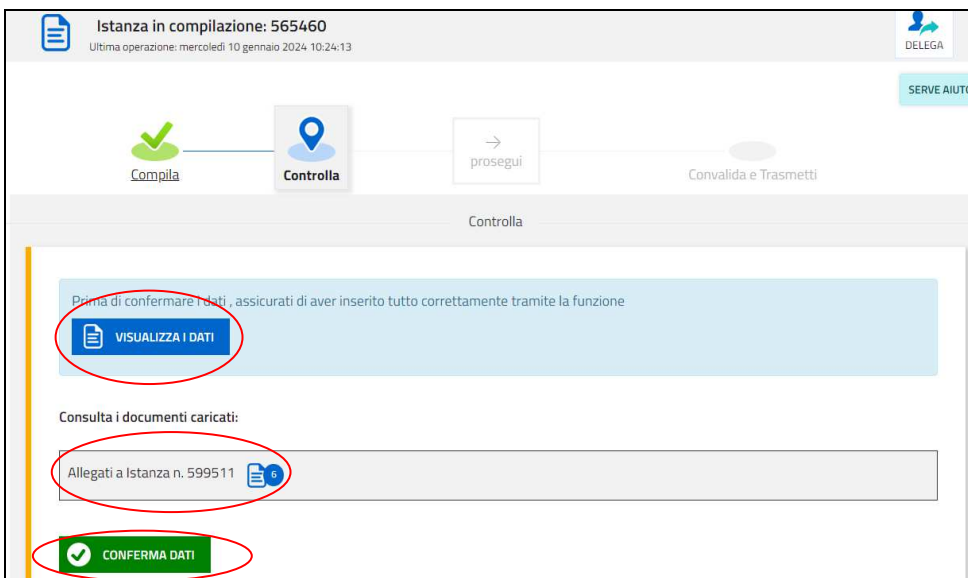 Istanza in compilazione: 565460
Ultima operazione: mercoledì 10 gennaio 2024 10:24:13
DELEGA
SERVE AIUTO
→
prosegui
Compila
Controlla
Convalida e Trasmetti
Controlla
Prima di confermare i dati , assicurati di aver inserito tutto correttamente tramite la funzione
VISUALIZZA I DATI
Consulta i documenti caricati:
Allegati a Istanza n. 599511 6
CONFERMA DATI